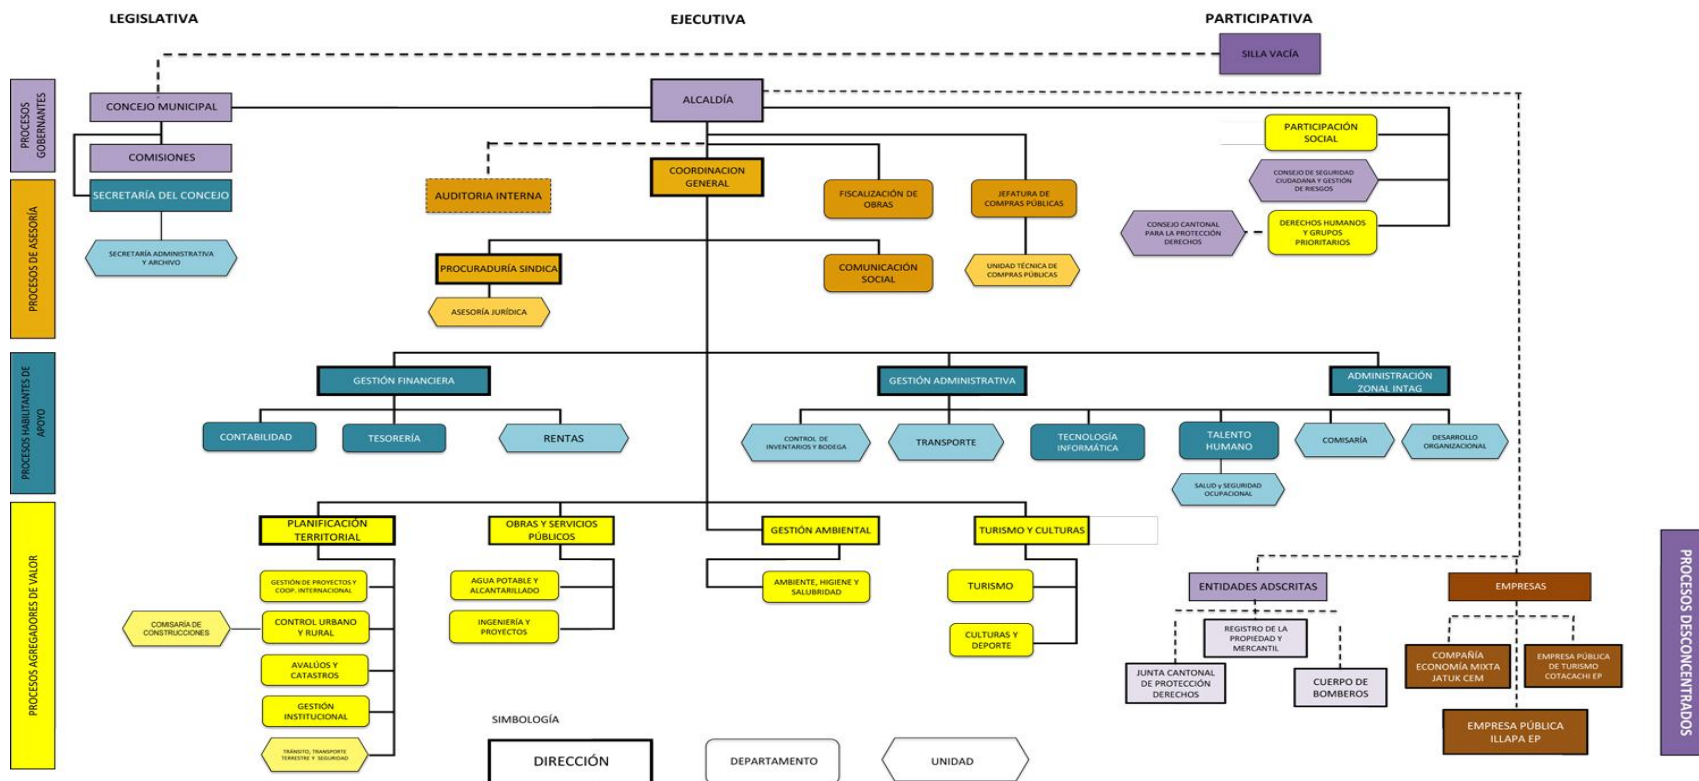 LEGISLATIVA
EJECUTIVA
PARTICIPATIVA
SILLA VACÍA
PROCESOS
GOBERNANTES
CONCEJO MUNICIPAL
ALCALDÍA
COMISIONES
PARTICIPACIÓN
SOCIAL
CONSEJO DE SEGURIDAD
CIUDADANA Y GESTIÓN
DE RIESGOS
CONSEJO CANTONAL
PARA LA PROTECCIÓN
DERECHOS
DERECHOS HUMANOS
Y GRUPOS
PRIORITARIOS
PROCESOS DE ASESORÍA
SECRETARÍA DEL CONCEJO
SECRETARÍA ADMINISTRATIVA
Y ARCHIVO
AUDITORIA INTERNA
COORDINACION
GENERAL
FISCALIZACIÓN DE
OBRAS
JEFATURA DE
COMPRAS PÚBLICAS
PROCURADURÍA SINDICA
COMUNICACIÓN
SOCIAL
UNIDAD TÉCNICA DE
COMPRAS PÚBLICAS
ASESORÍA JURÍDICA
PROCESOS HABILITANTES DE
APOYO
GESTIÓN FINANCIERA
GESTIÓN ADMINISTRATIVA
ADMINISTRACIÓN
ZONAL INTAG
CONTABILIDAD
TESORERÍA
RENTAS
CONTROL DE
INVENTARIOS Y BODEGA
TRANSPORTE
TECNOLOGÍA
INFORMÁTICA
TALENTO
HUMANO
COMISARÍA
DESARROLLO
ORGANIZACIONAL
SALUD y SEGURIDAD
OCUPACIONAL
PROCESOS AGREGADORES DE VALOR
PLANIFICACIÓN
TERRITORIAL
OBRAS Y SERVICIOS
PÚBLICOS
GESTIÓN AMBIENTAL
TURISMO Y CULTURAS
GESTIÓN DE PROYECTOS Y
COOP. INTERNACIONAL
COMISARÍA DE
CONSTRUCCIONES
CONTROL URBANO
Y RURAL
AVALÚOS Y
CATASTROS
GESTIÓN
INSTITUCIONAL
TRÁNSITO, TRANSPORTE
TERRESTRE Y SEGURIDAD
AGUA POTABLE Y
ALCANTARILLADO
INGENIERÍA Y
PROYECTOS
AMBIENTE, HIGIENE Y
SALUBRIDAD
TURISMO
CULTURAS Y
DEPORTE
ENTIDADES ADSCRITAS
EMPRESAS
REGISTRO DE LA
PROPIEDAD Y
MERCANTIL
JUNTA CANTONAL
DE PROTECCIÓN
DERECHOS
CUERPO DE
BOMBEROS
COMPAÑÍA
ECONOMÍA MIXTA
JATUK CEM
EMPRESA PÚBLICA
DE TURISMO
COTACACHI EP
EMPRESA PÚBLICA
ILLAPA EP
PROCESOS DESCONCENTRADOS
SIMBOLOGÍA
DIRECCIÓN
DEPARTAMENTO
UNIDAD